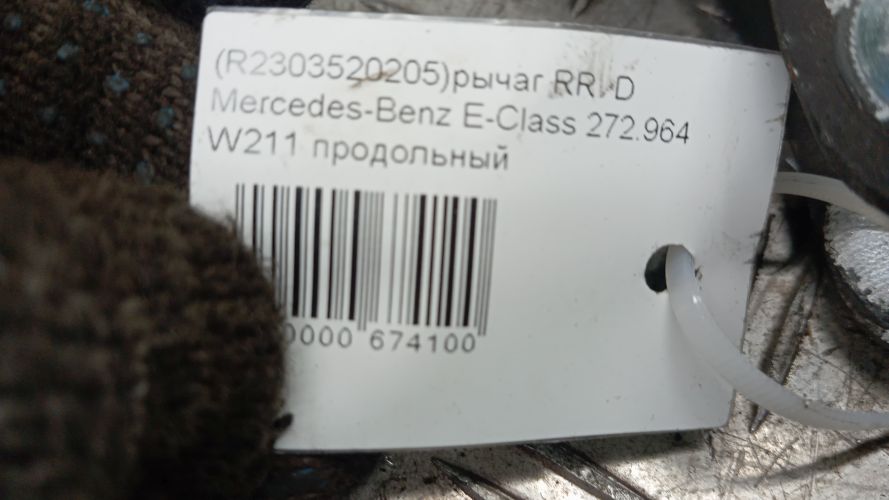 (R2303520205)рычаг RR D
Mercedes-Benz E-Class 272.964
W211 продольный
0000 674100